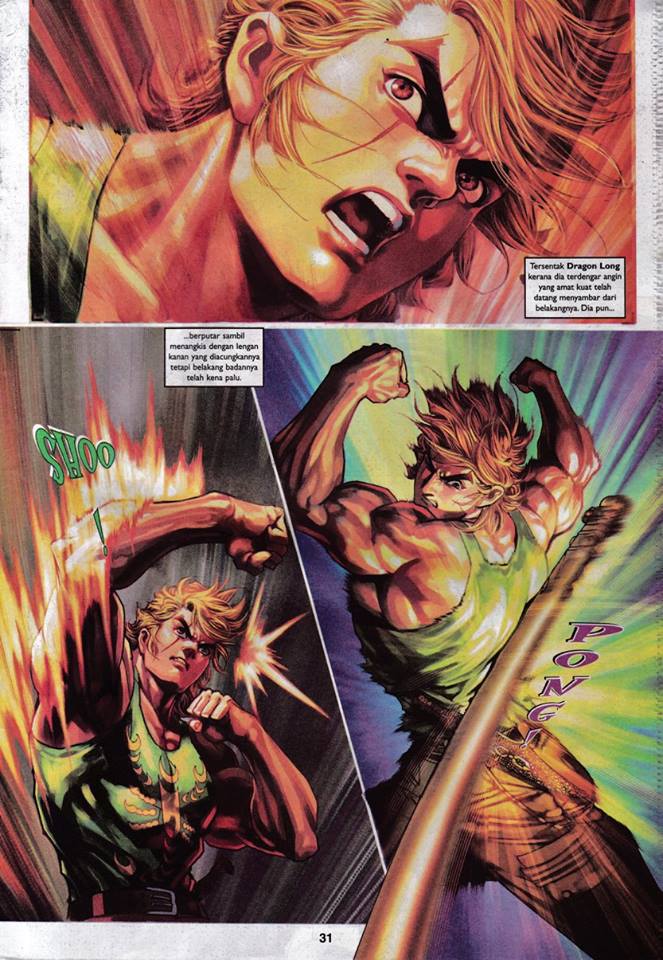 Tersentak Dragon Long
kerana dia terdengar angin
yang amat kuat telah
datang menyambar dari
belakangnya. Dia pun...
...berputar sambil
menangkis dengan lengan
kanan yang diacungkannya
tetapi belakang badannya
telah kena palu.
SHOO
!
PONG!
31